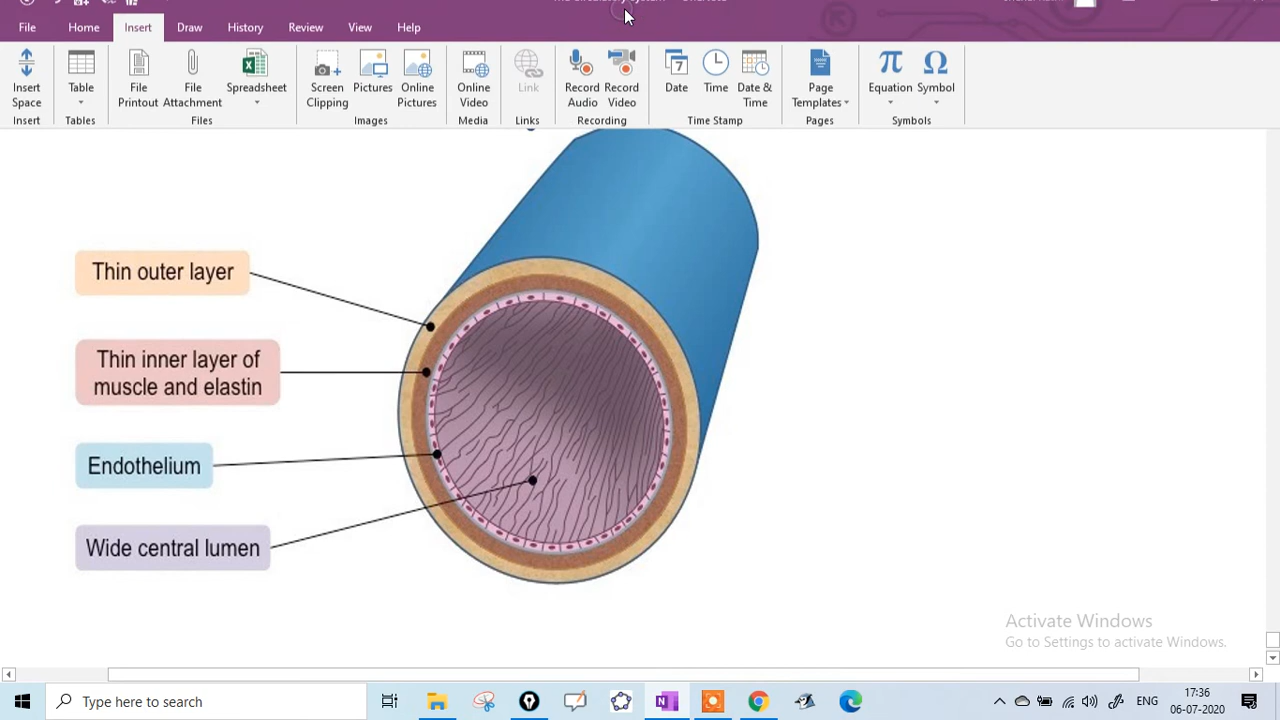 File Home Insert Draw History Review View Help
Insert Space Table File Printout File Attachment Spreadsheet Screen Clipping Pictures Online Pictures Online Video Link Record Audio Record Video Date Time Date & Time Page Templates Equation Symbol
Insert Tables Files Images Media Links Recording Time Stamp Pages Symbols
Thin outer layer
Thin inner layer of
muscle and elastin
Endothelium
Wide central lumen
Activate Windows
Go to Settings to activate Windows.
Type here to search
ENG
17:36
06-07-2020